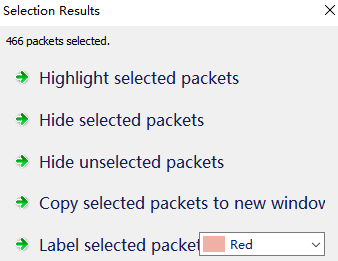 Selection Results
466 packets selected.
Highlight selected packets
Hide selected packets
Hide unselected packets
Copy selected packets to new window
Label selected packet Red